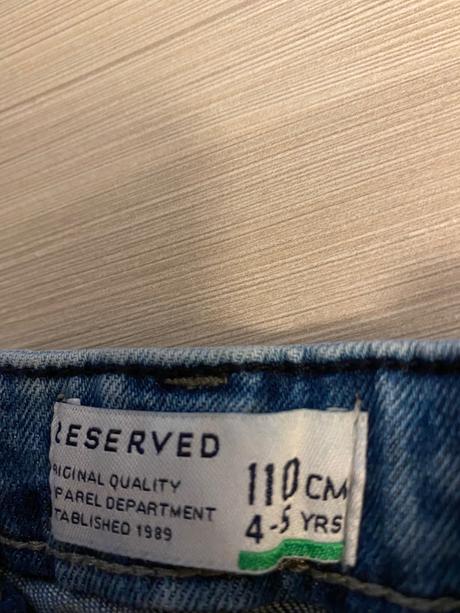 RESERVED
RIGINAL QUALITY
PAREL DEPARTMENT
TABLISHED 1989
110 CM
4-5 YRS